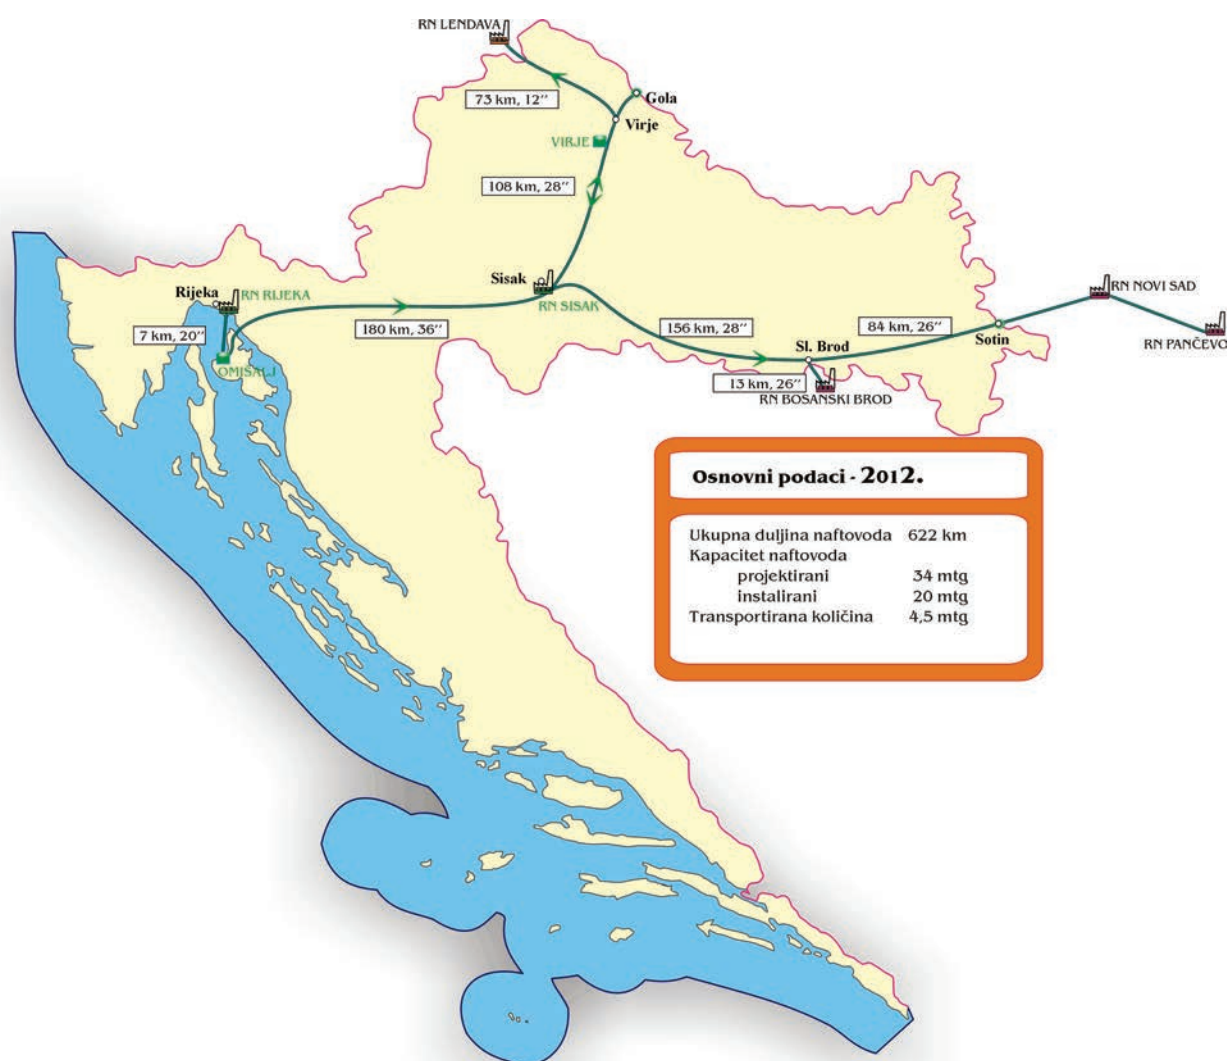 RN LENDAVA
73 km, 12''
Gola
Virje
VIRJE
108 km, 28''
Sisak
RN SISAK
Rijeka
RN RIJEKA
7 km, 20''
OMIŠALJ
180 km, 36''
156 km, 28''
Sl. Brod
13 km, 26''
RN BOSANSKI BROD
84 km, 26''
Sotin
RN NOVI SAD
RN PANČEVO
Osnovni podaci - 2012.
Ukupna duljina naftovoda 622 km
Kapacitet naftovoda
projektirani 34 mtg
instalirani 20 mtg
Transportirana količina 4,5 mtg